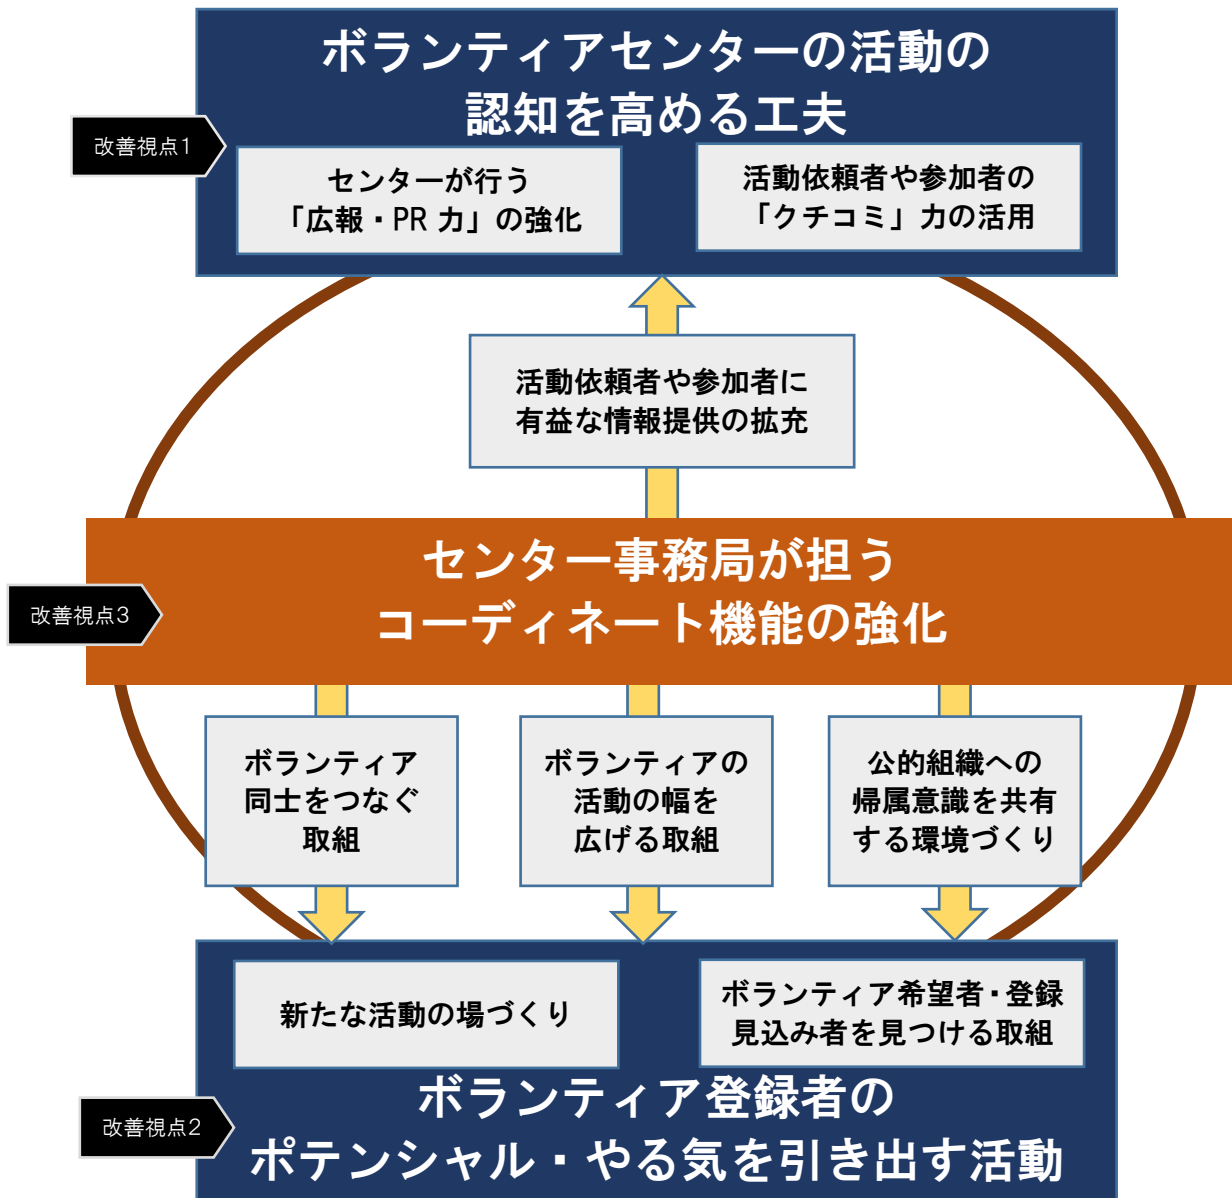 ボランティアセンターの活動の
認知を高める工夫
改善視点1
センターが行う
「広報・PR 力」の強化
活動依頼者や参加者の
「クチコミ」力の活用
活動依頼者や参加者に
有益な情報提供の拡充
センター事務局が担う
コーディネート機能の強化
改善視点3
ボランティア
同士をつなぐ
取組
ボランティアの
活動の幅を
広げる取組
公的組織への
帰属意識を共有
する環境づくり
新たな活動の場づくり
ボランティア希望者・登録
見込み者を見つける取組
改善視点2
ボランティア登録者の
ポテンシャル・やる気を引き出す活動